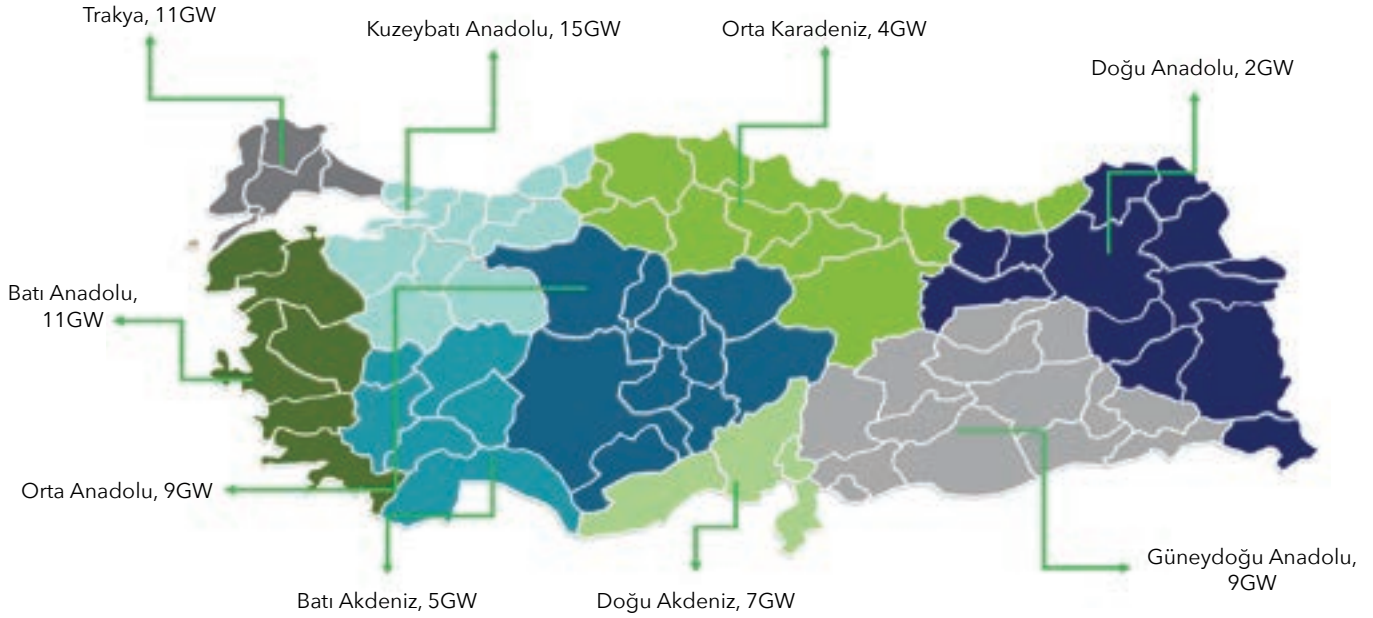 Trakya, 11GW
Kuzeybatı Anadolu, 15GW
Orta Karadeniz, 4GW
Doğu Anadolu, 2GW
Batı Anadolu,
11GW
Orta Anadolu, 9GW
Güneydoğu Anadolu,
9GW
Batı Akdeniz, 5GW
Doğu Akdeniz, 7GW